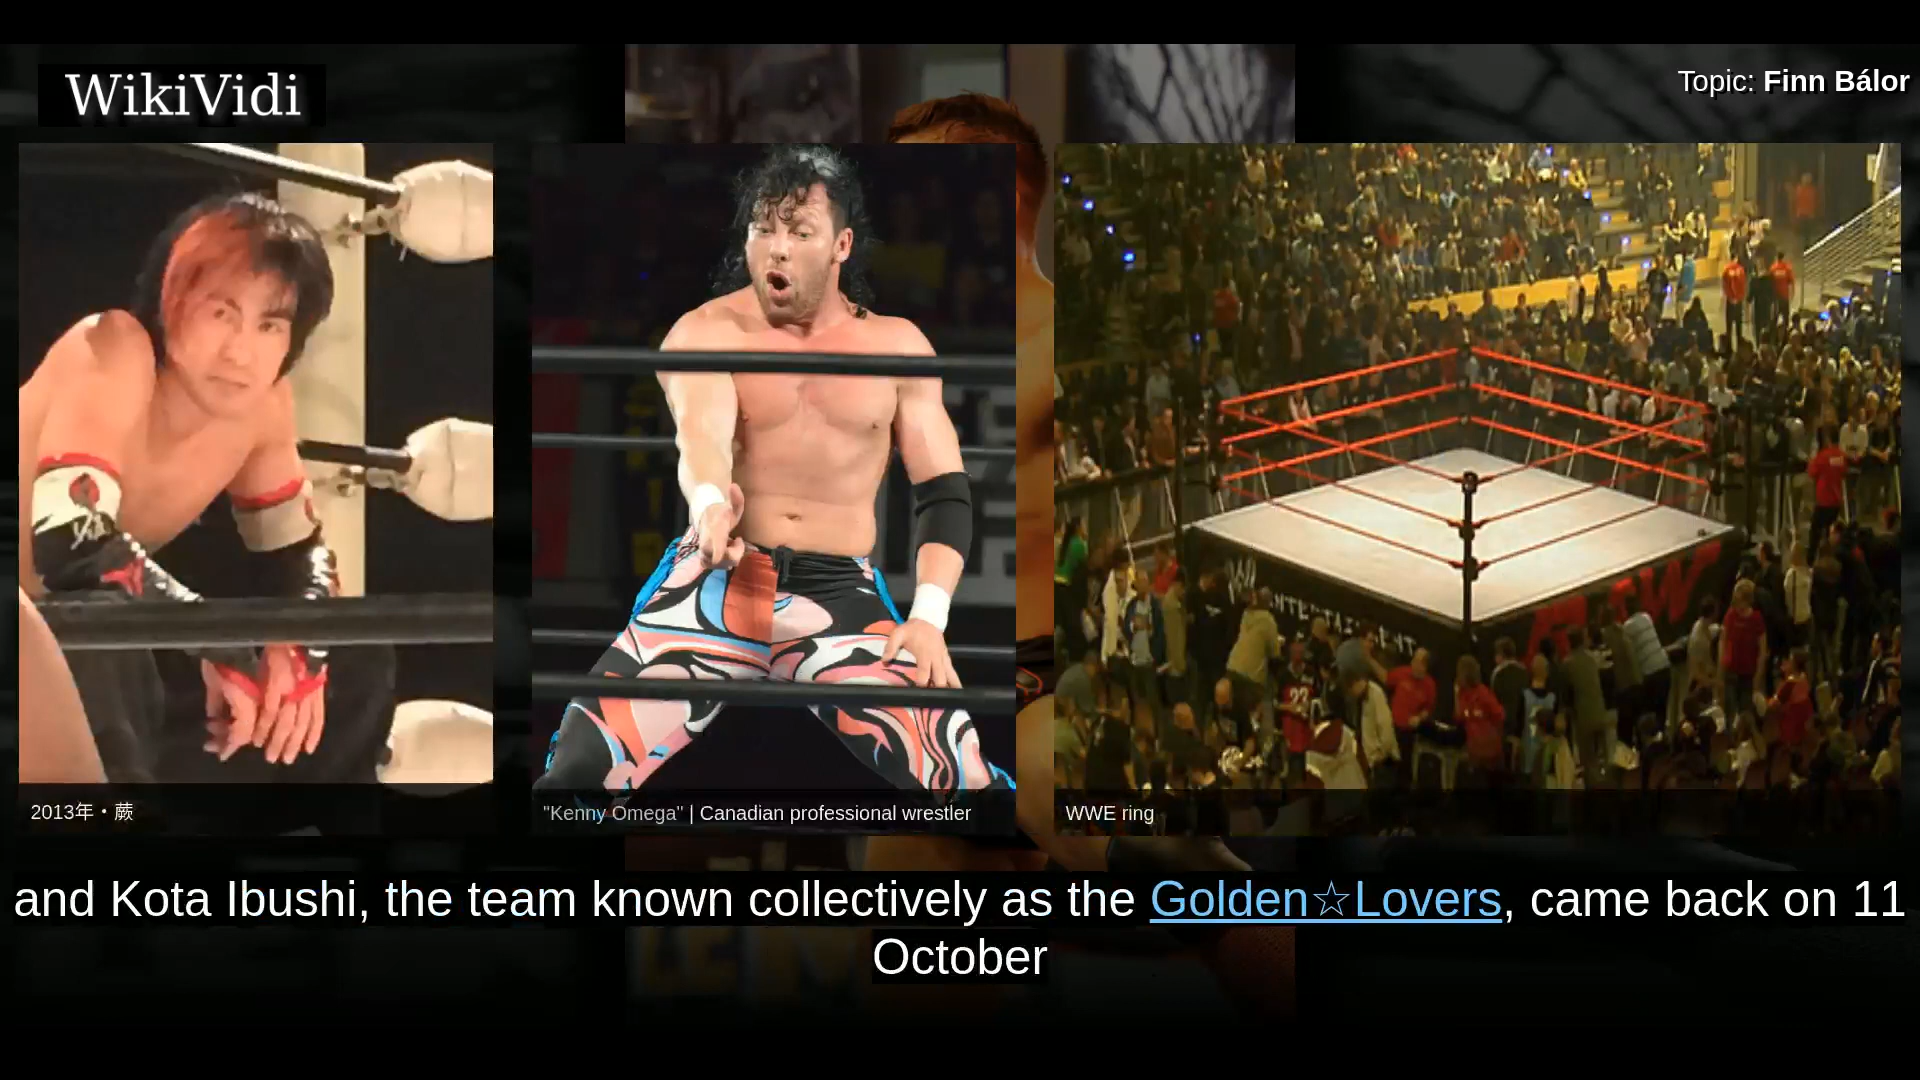 WikiVidi
Topic: Finn Bálor
2013年・蕨
"Kenny Omega" | Canadian professional wrestler
WWE ring
and Kota Ibushi, the team known collectively as the Golden☆Lovers, came back on 11
October